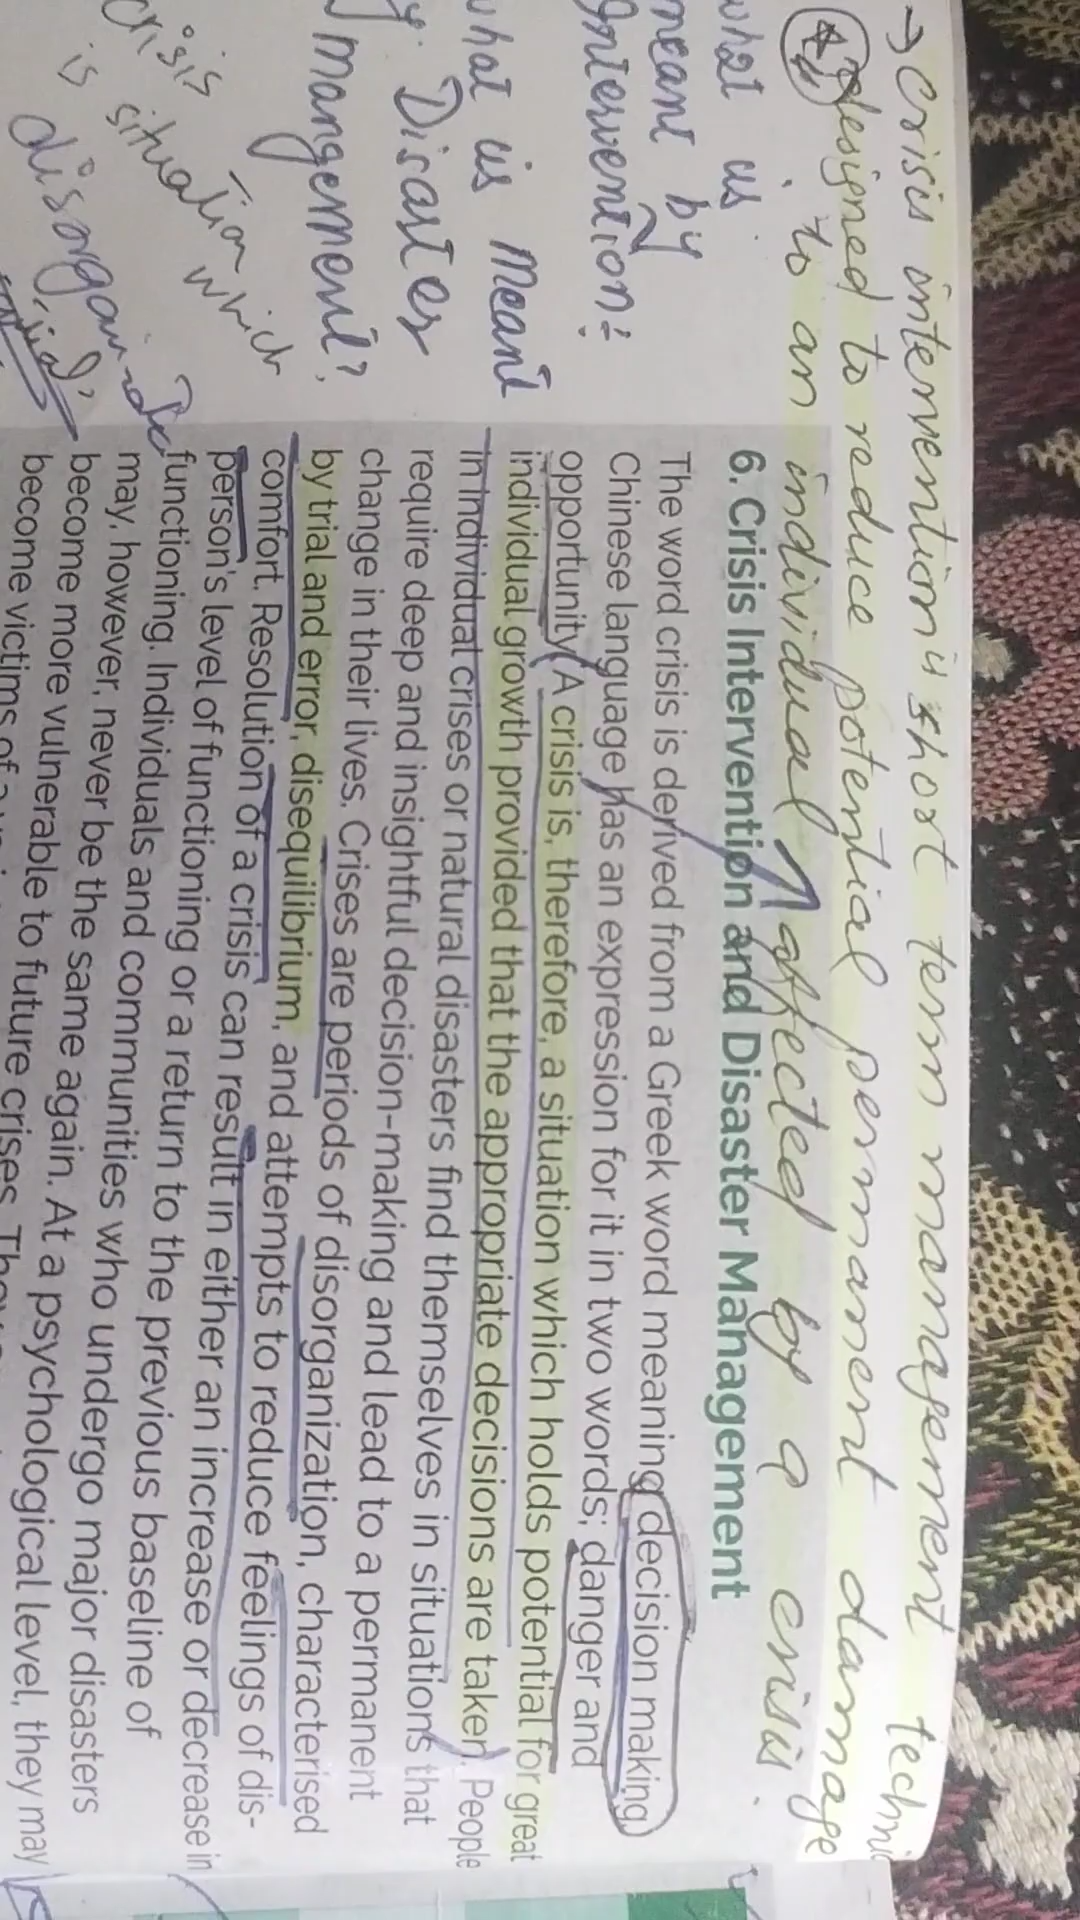 → crisis intervention is short term management technic
designed to reduce potential permanent damage
to an individual affected by a crisis.
what is
meant by
Intervention?
what is meant
by Disaster
mangement?
crisis is
situation which
is disorganized
6. Crisis Intervention and Disaster Management
The word crisis is derived from a Greek word meaning decision making.
Chinese language has an expression for it in two words; danger and
opportunity. A crisis is, therefore, a situation which holds potential for great
individual growth provided that the appropriate decisions are taken. People
in individual crises or natural disasters find themselves in situations that
require deep and insightful decision-making and lead to a permanent
change in their lives. Crises are periods of disorganization, characterised
by trial and error, disequilibrium, and attempts to reduce feelings of dis-
comfort. Resolution of a crisis can result in either an increase or decrease in
person's level of functioning or a return to the previous baseline of
functioning. Individuals and communities who undergo major disasters
may, however, never be the same again. At a psychological level, they may
become more vulnerable to future crises. They
become victims of